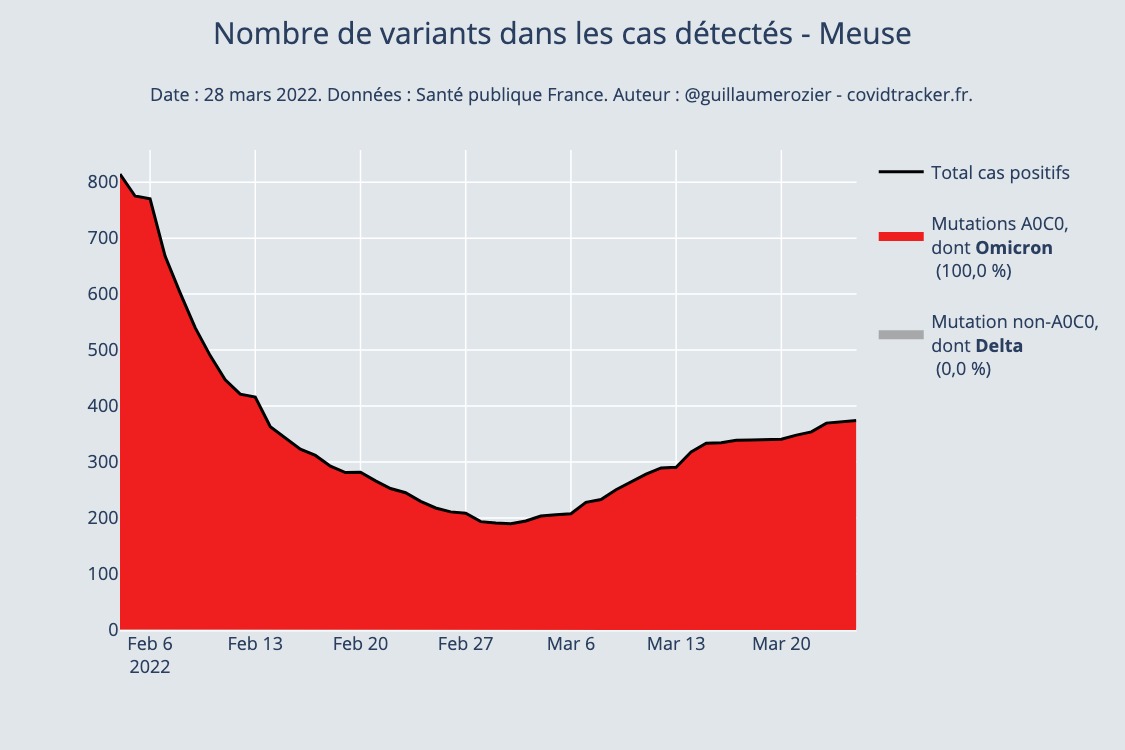 Nombre de variants dans les cas détectés - Meuse
Date : 28 mars 2022. Données : Santé publique France. Auteur : @guillaumerozier - covidtracker.fr.
800
700
600
500
400
300
200
100
0
Feb 6 Feb 13 Feb 20 Feb 27 Mar 6 Mar 13 Mar 20
2022
Total cas positifs
Mutations A0C0,
dont Omicron
(100,0 %)
Mutation non-A0C0,
dont Delta
(0,0 %)